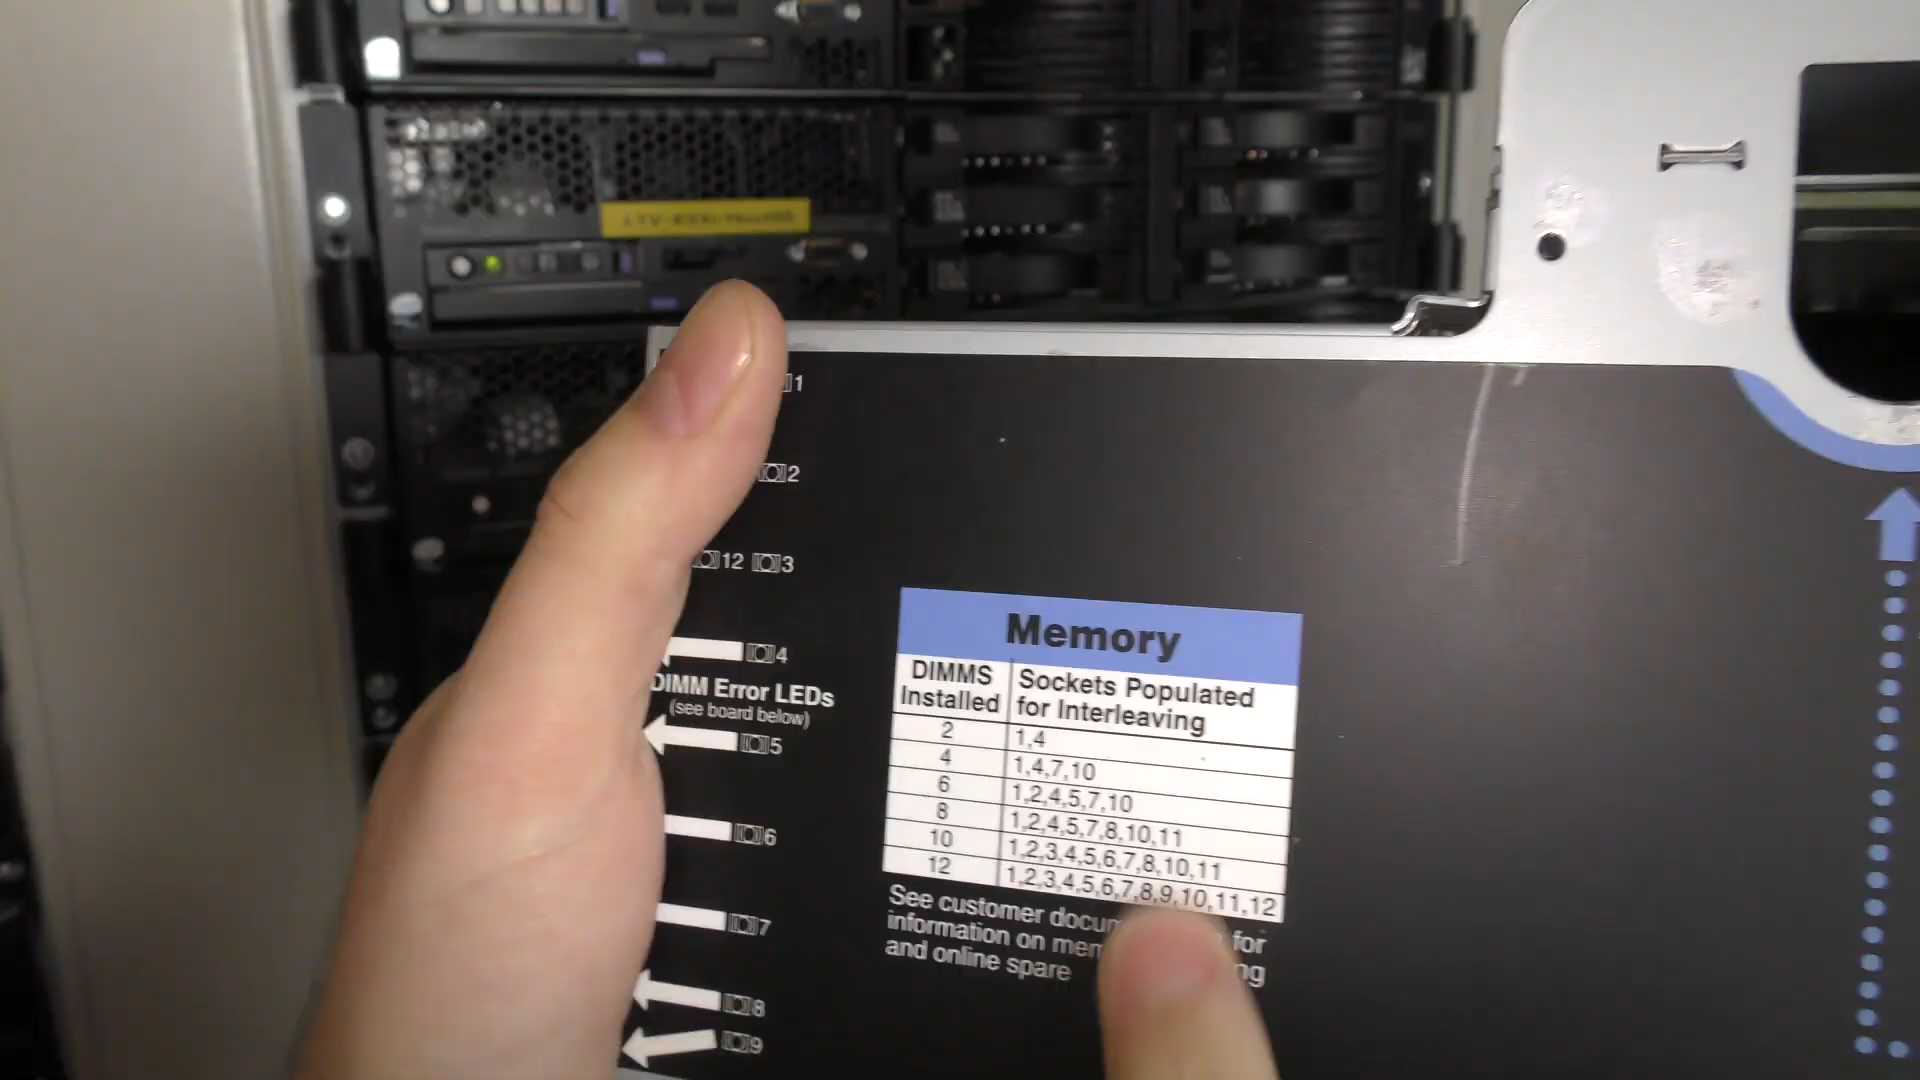 1
2
12 3
4
DIMM Error LEDs
(see board below)
5
6
7
8
9
Memory
DIMMS Installed
Sockets Populated for Interleaving
2 1,4
4 1,4,7,10
6 1,2,4,5,7,10
8 1,2,4,5,7,8,10,11
10 1,2,3,4,5,6,7,8,10,11
12 1,2,3,4,5,6,7,8,9,10,11,12
See customer for
information on
and online spare